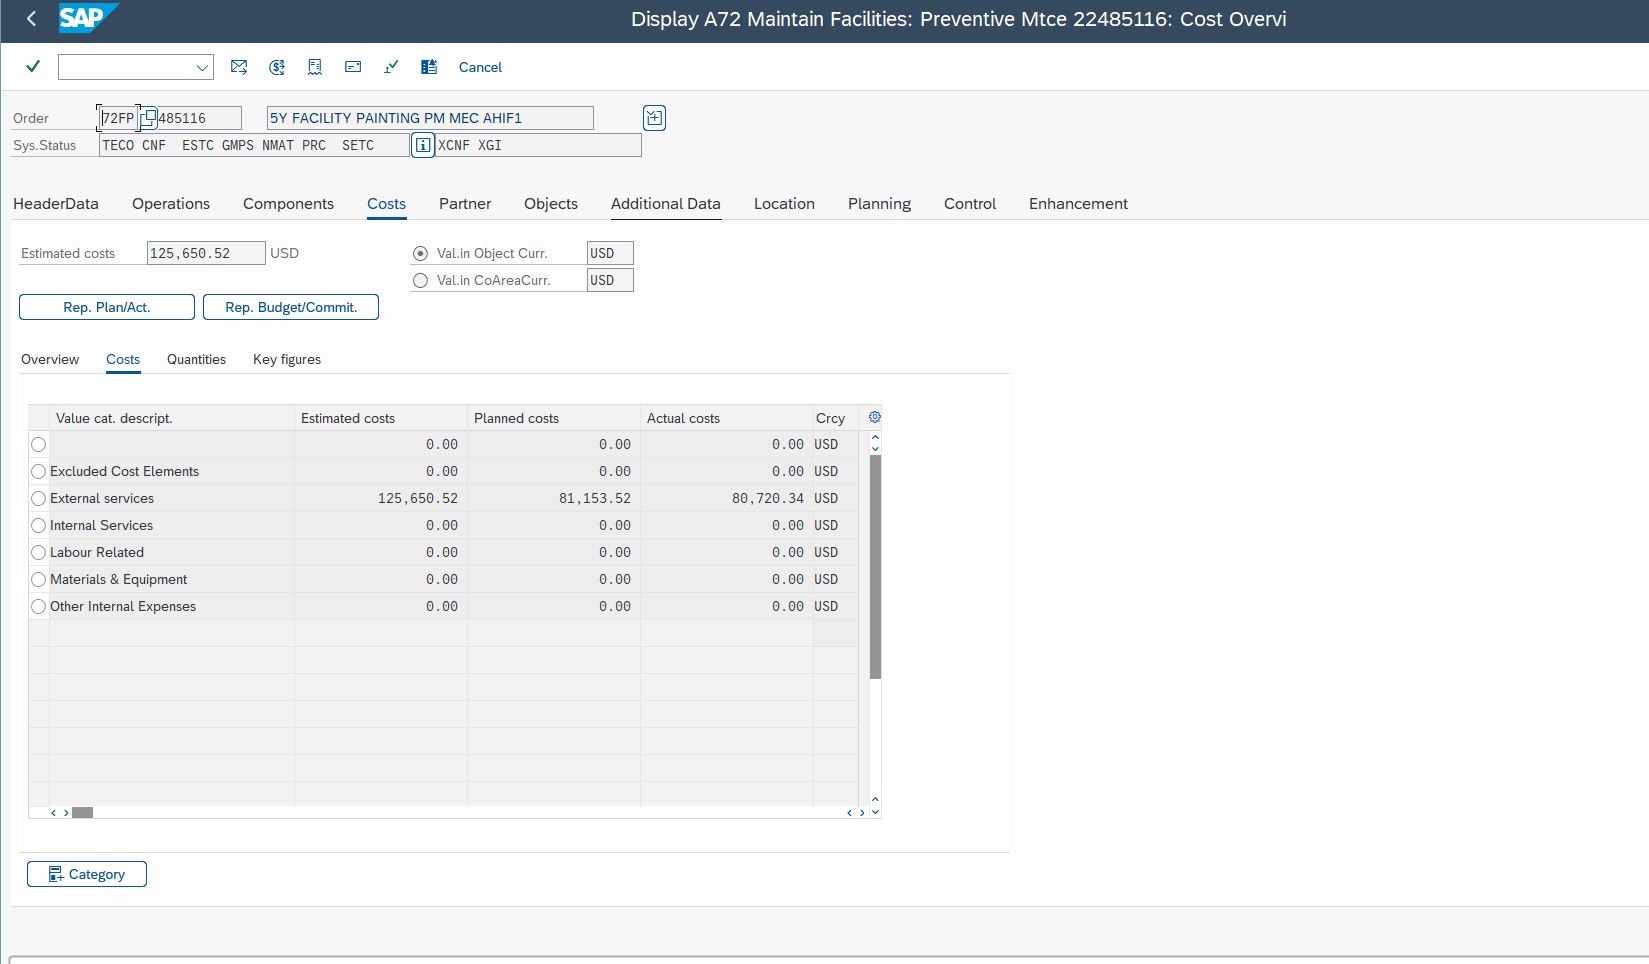 SAP Display A72 Maintain Facilities: Preventive Mtce 22485116: Cost Overvi
Cancel
Order 72FP 485116 5Y FACILITY PAINTING PM MEC AHIF1
Sys.Status TECO CNF ESTC GMPS NMAT PRC SETC XCNF XGI
HeaderData Operations Components Costs Partner Objects Additional Data Location Planning Control Enhancement
Estimated costs 125,650.52 USD Val.in Object Curr. USD
Val.in CoAreaCurr. USD
Rep. Plan/Act. Rep. Budget/Commit.
Overview Costs Quantities Key figures
Value cat. descript. Estimated costs Planned costs Actual costs Crcy
0.00 0.00 0.00 USD
Excluded Cost Elements 0.00 0.00 0.00 USD
External services 125,650.52 81,153.52 80,720.34 USD
Internal Services 0.00 0.00 0.00 USD
Labour Related 0.00 0.00 0.00 USD
Materials & Equipment 0.00 0.00 0.00 USD
Other Internal Expenses 0.00 0.00 0.00 USD
Category